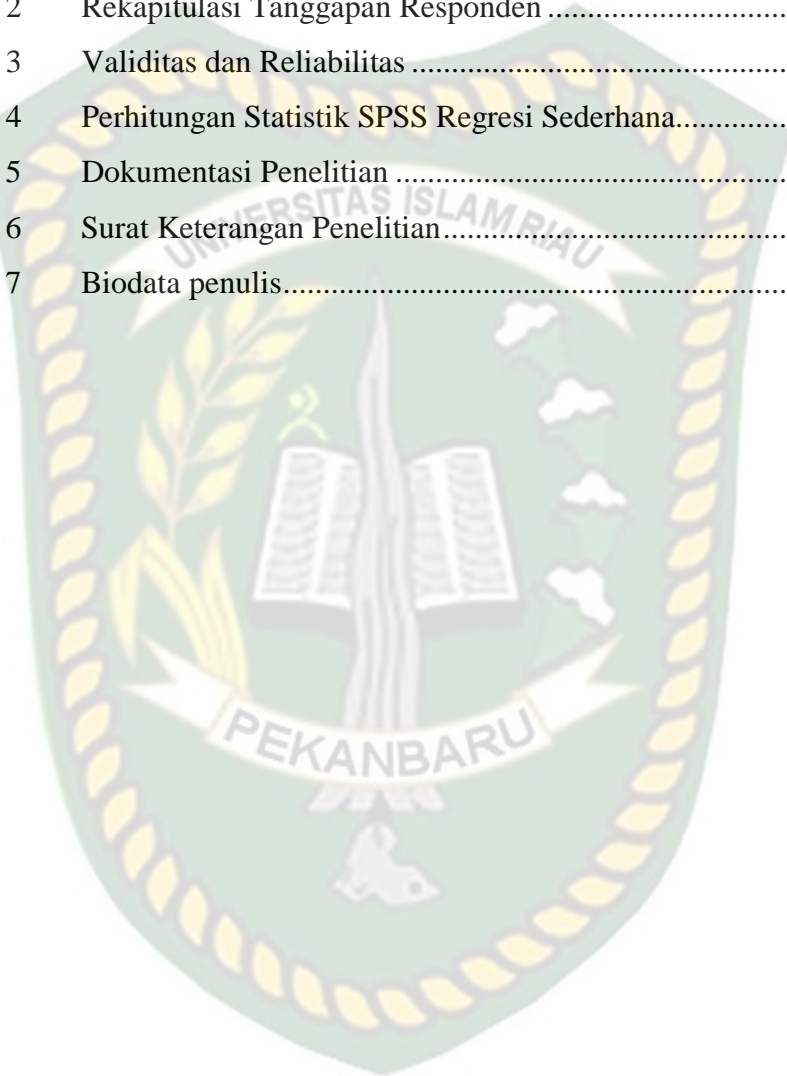 2 Rekapitulasi Tanggapan Responden ..............................
3 Validitas dan Reliabilitas ...............................................
4 Perhitungan Statistik SPSS Regresi Sederhana..............
5 Dokumentasi Penelitian .................................................
6 Surat Keterangan Penelitian...........................................
7 Biodata penulis...............................................................
UNIVERSITAS ISLAM RIAU
PEKANBARU